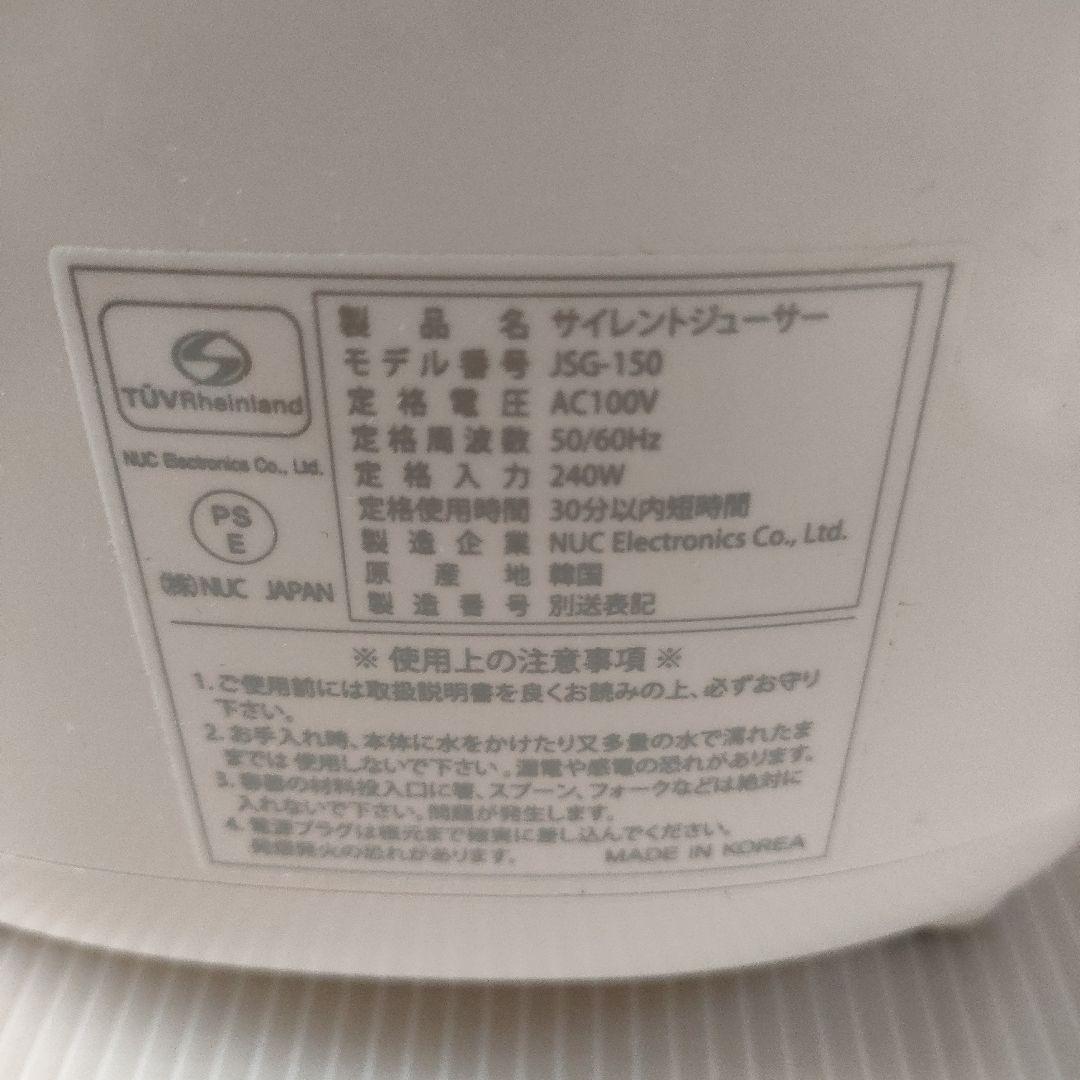 TÜVRheinland
NUC Electronics Co., Ltd.
PS
E
(株)NUC JAPAN
製品名 サイレントジューサー
モデル番号 JSG-150
定格電圧 AC100V
定格周波数 50/60Hz
定格入力 240W
定格使用時間 30分以内短時間
製造企業 NUC Electronics Co., Ltd.
原産地 韓国
製造番号 別送表記
※ 使用上の注意事項 ※
1. ご使用前には取扱説明書を良くお読みの上、必ずお守り
下さい。
2. お手入れ時、本体に水をかけたり又多量の水で濡れたま
までは使用しないで下さい。漏電や感電の恐れがあります。
3. 容器の材料投入口に箸、スプーン、フォークなどは絶対に
入れないで下さい。問題が発生します。
4. 電源プラグは根元まで確実に差し込んでください。
の恐れがあります。
MADE IN KOREA